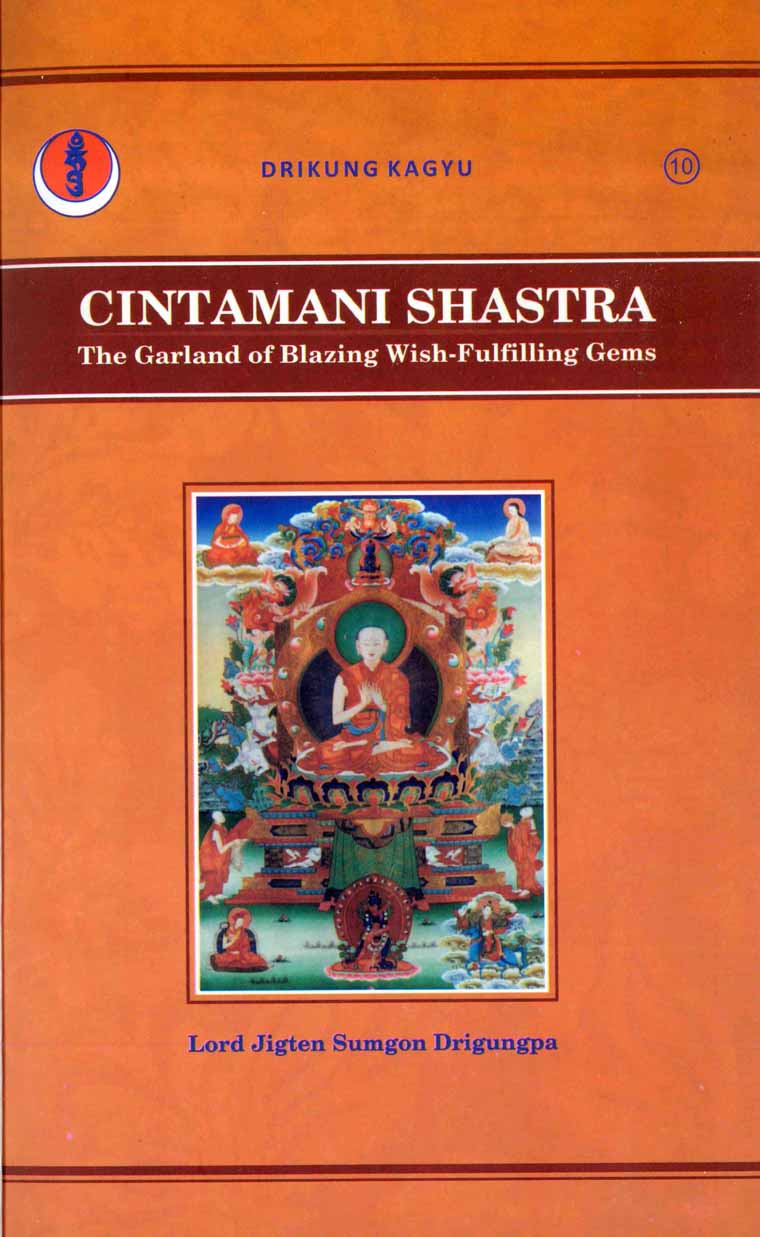 DRIKUNG KAGYU
10
CINTAMANI SHASTRA
The Garland of Blazing Wish-Fulfilling Gems
Lord Jigten Sumgon Drigungpa